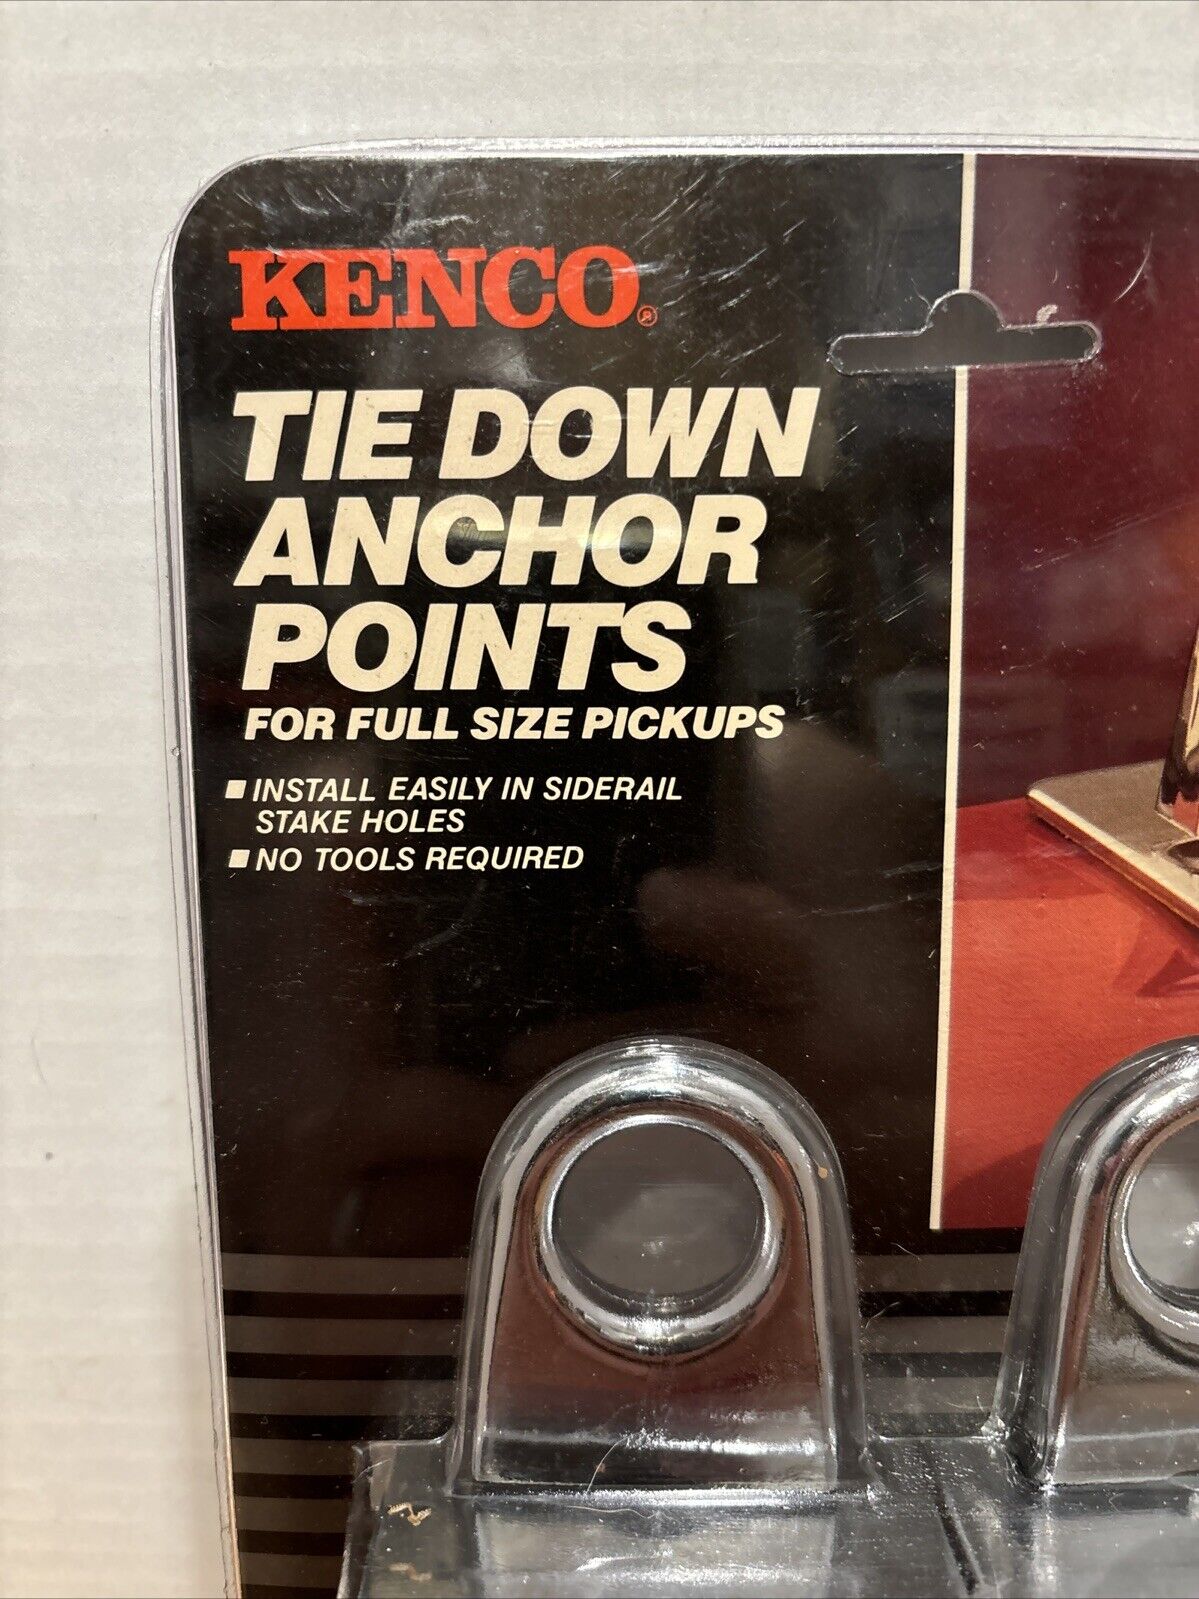 KENCO®
TIE DOWN
ANCHOR
POINTS
FOR FULL SIZE PICKUPS
■ INSTALL EASILY IN SIDERAIL
STAKE HOLES
■ NO TOOLS REQUIRED